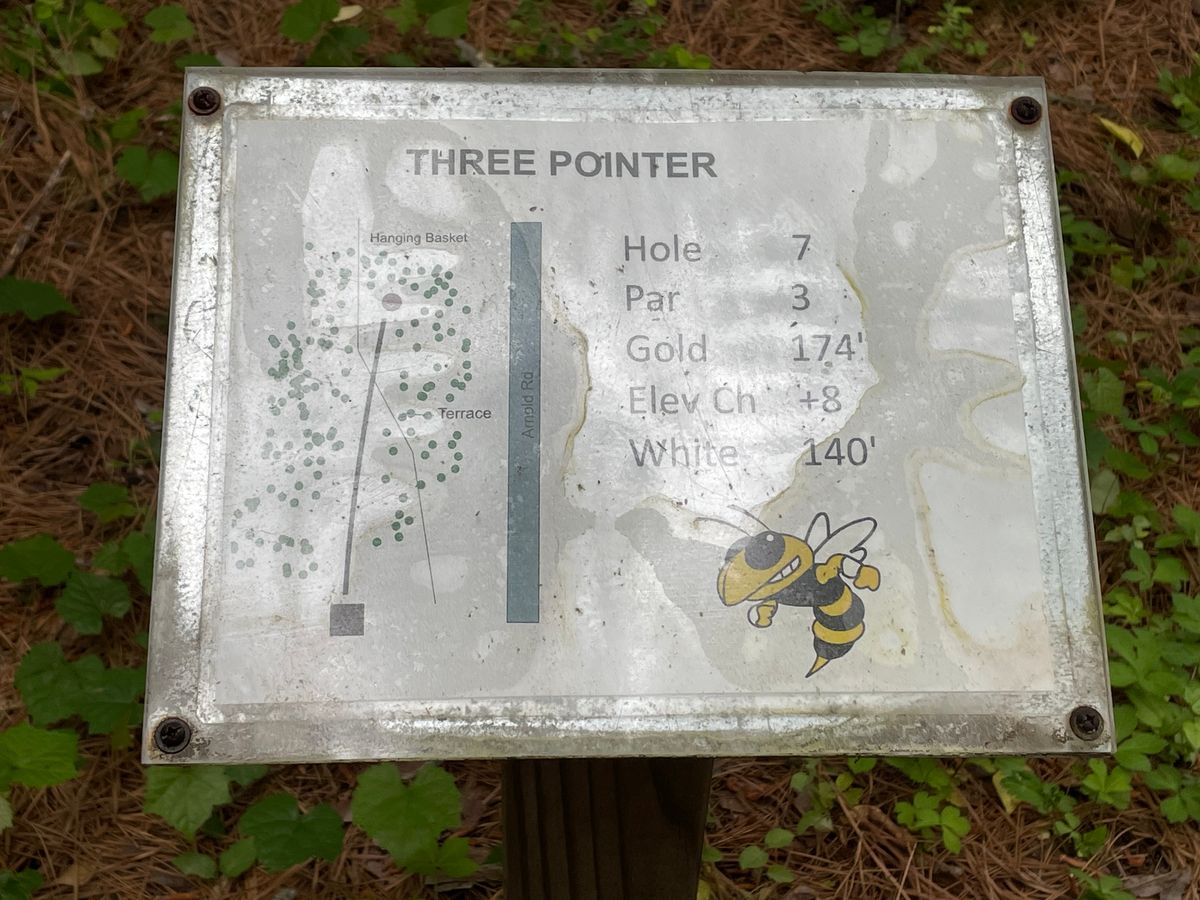 THREE POINTER
Hanging Basket
Terrace
Arnold Rd
Hole 7
Par 3
Gold 174'
Elev Ch +8
White 140'